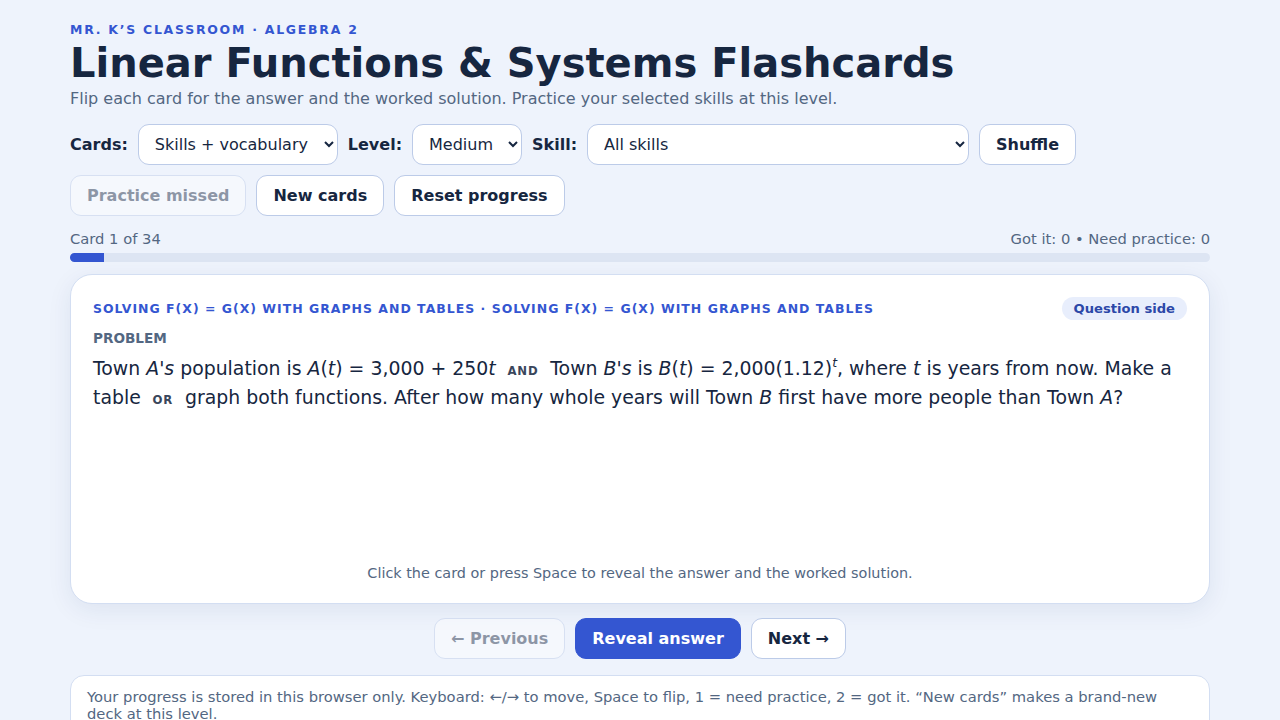 MR. K’S CLASSROOM · ALGEBRA 2
Linear Functions & Systems Flashcards
Flip each card for the answer and the worked solution. Practice your selected skills at this level.
Cards: Skills + vocabulary Level: Medium Skill: All skills Shuffle
Practice missed New cards Reset progress
Card 1 of 34 Got it: 0 • Need practice: 0
SOLVING F(X) = G(X) WITH GRAPHS AND TABLES · SOLVING F(X) = G(X) WITH GRAPHS AND TABLES Question side
PROBLEM
Town A's population is A(t) = 3,000 + 250t AND Town B's is B(t) = 2,000(1.12)^t, where t is years from now. Make a
table OR graph both functions. After how many whole years will Town B first have more people than Town A?
Click the card or press Space to reveal the answer and the worked solution.
← Previous Reveal answer Next →
Your progress is stored in this browser only. Keyboard: ←/→ to move, Space to flip, 1 = need practice, 2 = got it. “New cards” makes a brand-new
deck at this level.